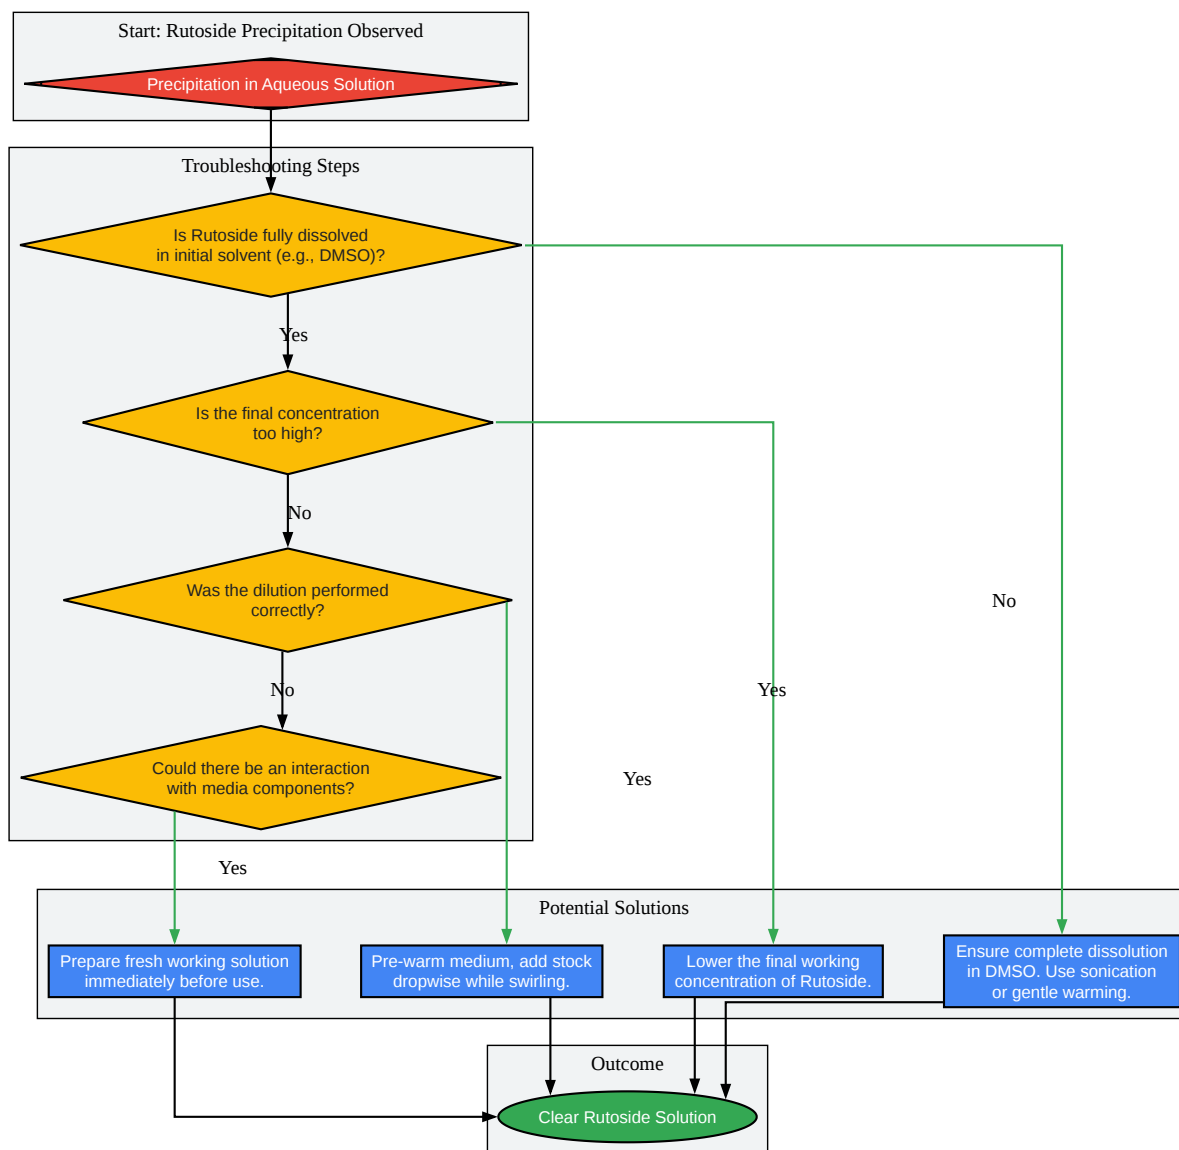 Start: Rutoside Precipitation Observed
Precipitation in Aqueous Solution
Troubleshooting Steps
Is Rutoside fully dissolved
in initial solvent (e.g., DMSO)?
Yes
Is the final concentration
too high?
No
Was the dilution performed
correctly?
No
No
Yes
Could there be an interaction
with media components?
Yes
Yes
Potential Solutions
Prepare fresh working solution
immediately before use.
Pre-warm medium, add stock
dropwise while swirling.
Lower the final working
concentration of Rutoside.
Ensure complete dissolution
in DMSO. Use sonication
or gentle warming.
Outcome
Clear Rutoside Solution